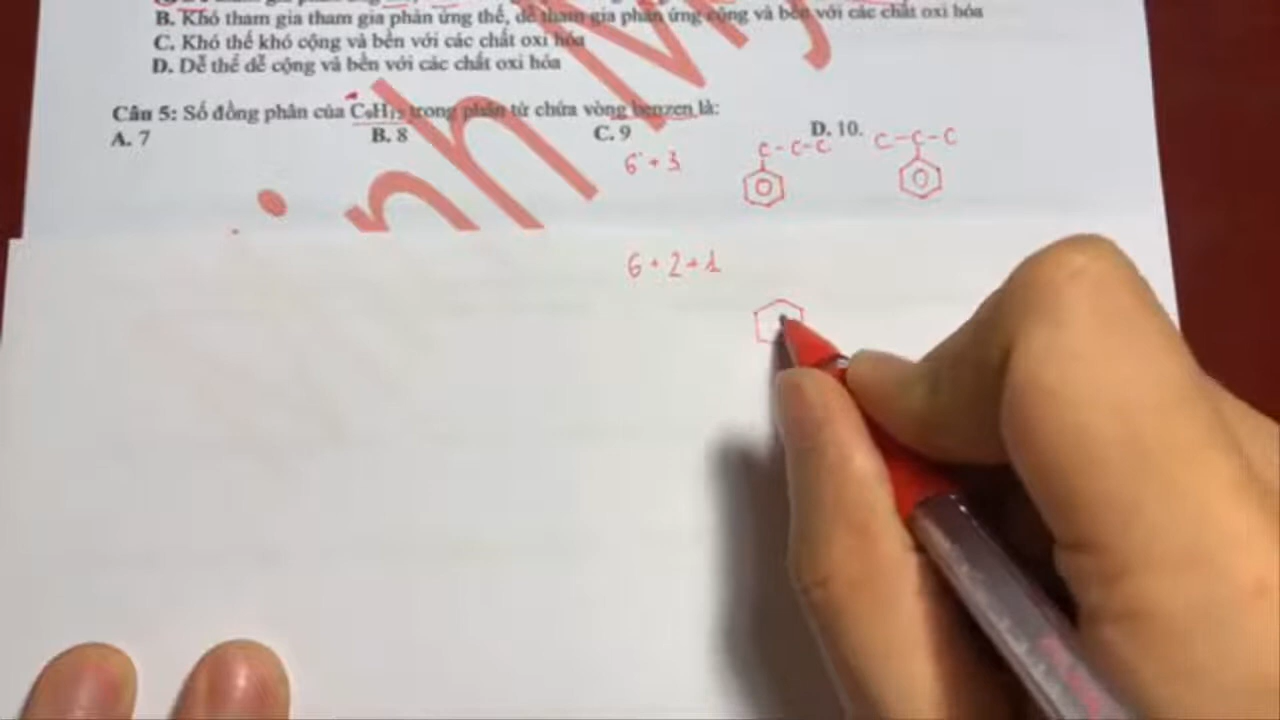 B. Khó tham gia tham gia phản ứng thế, dễ tham gia phản ứng cộng và bền với các chất oxi hóa
C. Khó thế khó cộng và bền với các chất oxi hóa
D. Dễ thế dễ cộng và bền với các chất oxi hóa
Câu 5: Số đồng phân của C₉H₁₂ trong phân tử chứa vòng benzen là:
A. 7 B. 8 C. 9 D. 10.
6 + 3 C-C-C C-C-C
6 + 2 + 1
inh